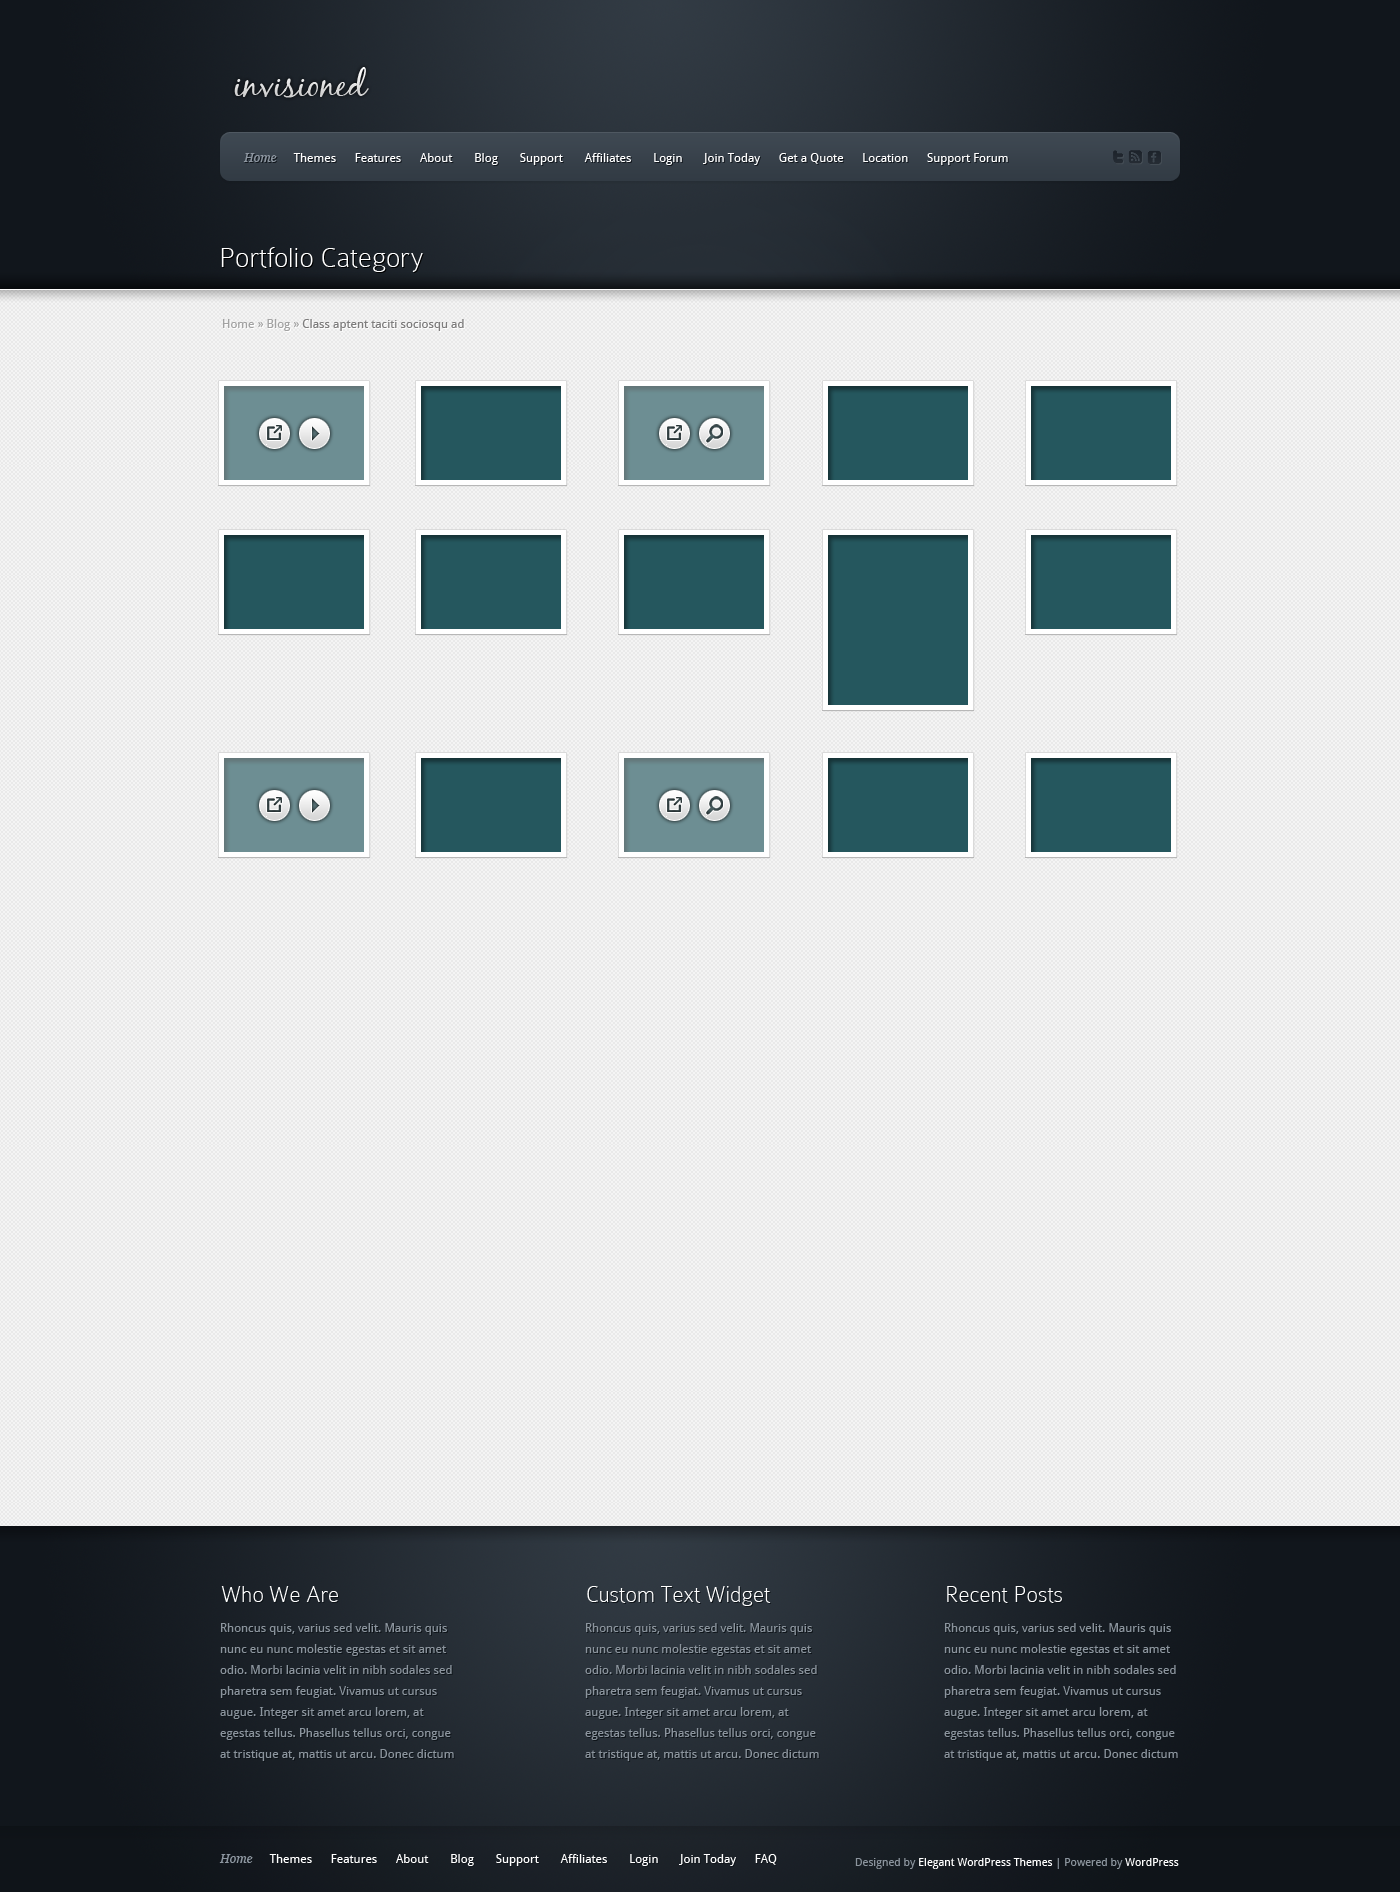 invisioned
Home Themes Features About Blog Support Affiliates Login Join Today Get a Quote Location Support Forum
Portfolio Category
Home » Blog » Class aptent taciti sociosqu ad
Who We Are
Rhoncus quis, varius sed velit. Mauris quis
nunc eu nunc molestie egestas et sit amet
odio. Morbi lacinia velit in nibh sodales sed
pharetra sem feugiat. Vivamus ut cursus
augue. Integer sit amet arcu lorem, at
egestas tellus. Phasellus tellus orci, congue
at tristique at, mattis ut arcu. Donec dictum
Custom Text Widget
Rhoncus quis, varius sed velit. Mauris quis
nunc eu nunc molestie egestas et sit amet
odio. Morbi lacinia velit in nibh sodales sed
pharetra sem feugiat. Vivamus ut cursus
augue. Integer sit amet arcu lorem, at
egestas tellus. Phasellus tellus orci, congue
at tristique at, mattis ut arcu. Donec dictum
Recent Posts
Rhoncus quis, varius sed velit. Mauris quis
nunc eu nunc molestie egestas et sit amet
odio. Morbi lacinia velit in nibh sodales sed
pharetra sem feugiat. Vivamus ut cursus
augue. Integer sit amet arcu lorem, at
egestas tellus. Phasellus tellus orci, congue
at tristique at, mattis ut arcu. Donec dictum
Home Themes Features About Blog Support Affiliates Login Join Today FAQ
Designed by Elegant WordPress Themes | Powered by WordPress